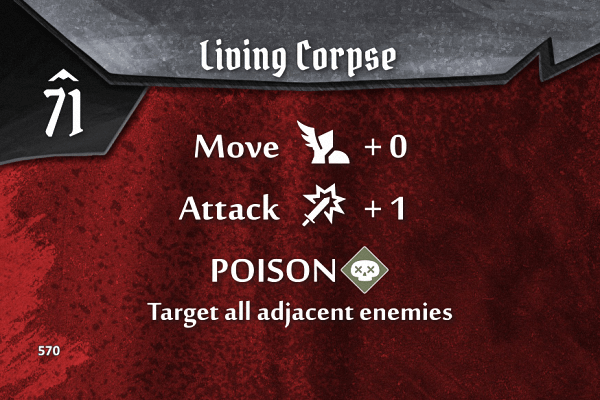 Living Corpse
71
Move + 0
Attack + 1
POISON
Target all adjacent enemies
570